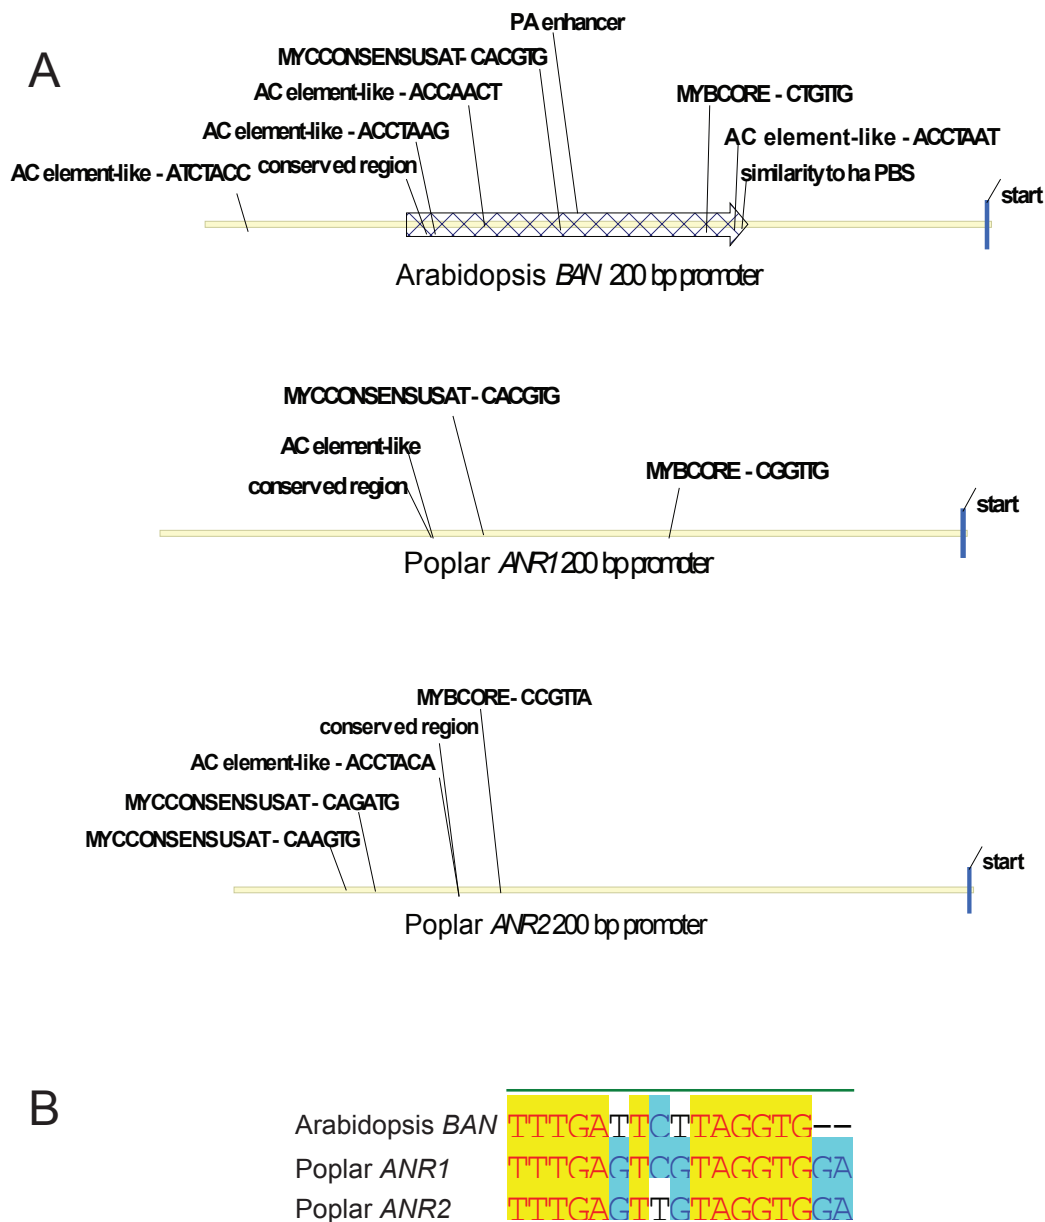 A
PA enhancer
MYCCONSENSUSAT- CACGTG
AC element-like - ACCAACT
MYBCORE - CTGTTG
AC element-like - ACCTAAG
AC element-like - ACCTAAT
AC element-like - ATCTACC
conserved region
similarity to ha PBS
start
Arabidopsis BAN 200 bp promoter
MYCCONSENSUSAT - CACGTG
AC element-like
MYBCORE - CGGTTG
conserved region
start
Poplar ANR1 200 bp promoter
MYBCORE- CCGTTA
conserved region
AC element-like - ACCTACA
MYCCONSENSUSAT - CAGATG
MYCCONSENSUSAT - CAAGTG
start
Poplar ANR2 200 bp promoter
B
Arabidopsis BAN TTTGATTCTTAGGTG--
Poplar ANR1 TTTGAGTCGTAGGTGGA
Poplar ANR2 TTTGAGTTGTAGGTGGA